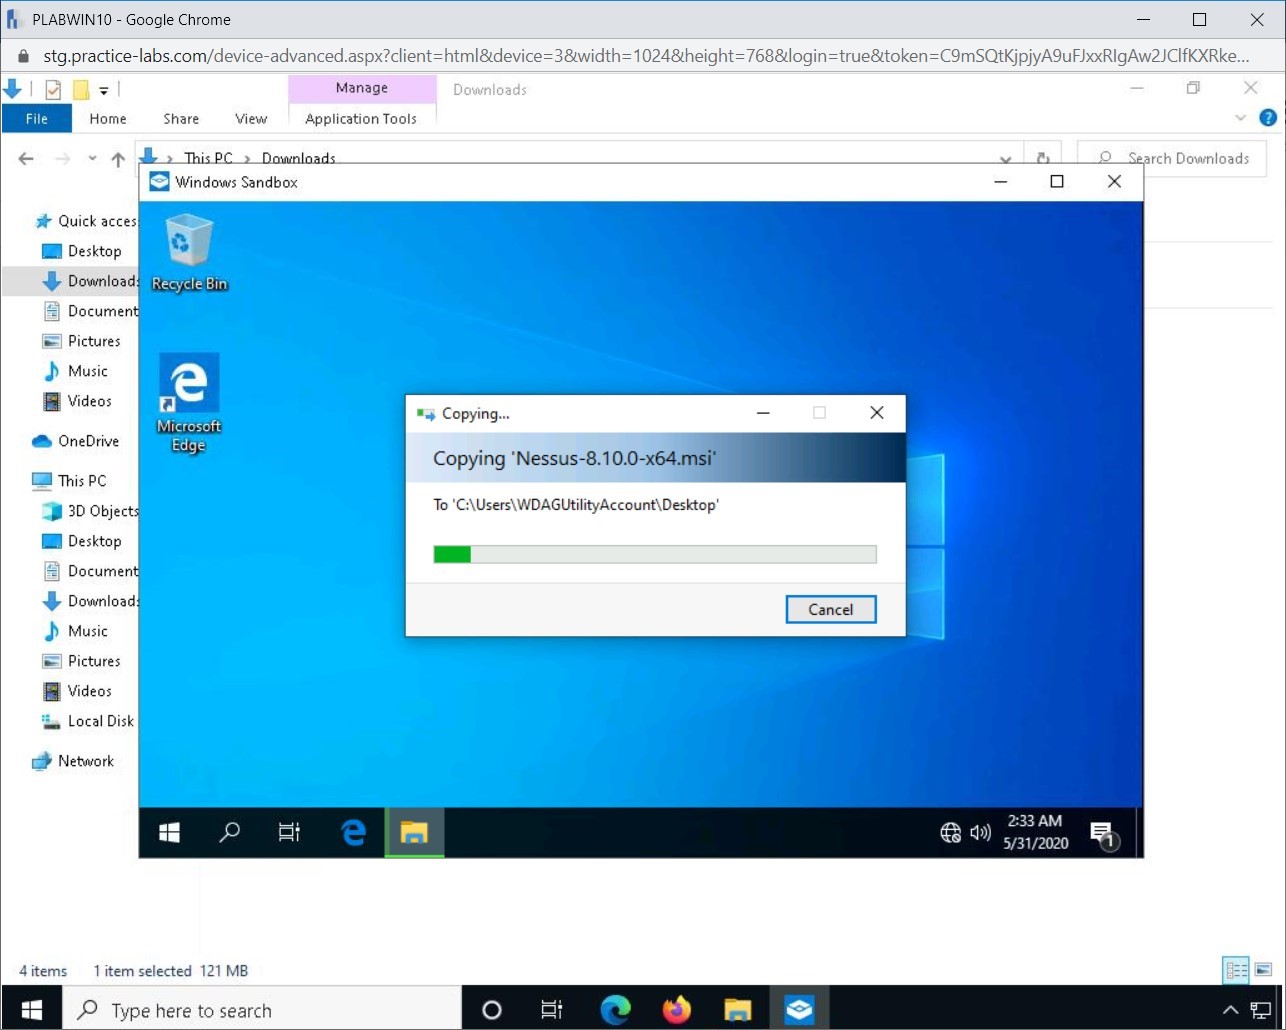 PLABWIN10 - Google Chrome
stg.practice-labs.com/device-advanced.aspx?client=html&device=3&width=1024&height=768&login=true&token=C9mSQtKjpjyA9uFJxxRIgAw2JClfKXRke...
Manage
Downloads
File
Home
Share
View
Application Tools
This PC
Downloads
Search Downloads
Windows Sandbox
Quick acces
Desktop
Downloads
Document
Pictures
Music
Videos
OneDrive
This PC
3D Objects
Desktop
Document
Downloads
Music
Pictures
Videos
Local Disk
Network
Recycle Bin
Microsoft
Edge
Copying...
Copying 'Nessus-8.10.0-x64.msi'
To 'C:\Users\WDAGUtilityAccount\Desktop'
Cancel
2:33 AM
5/31/2020
1
4 items
1 item selected 121 MB
Type here to search